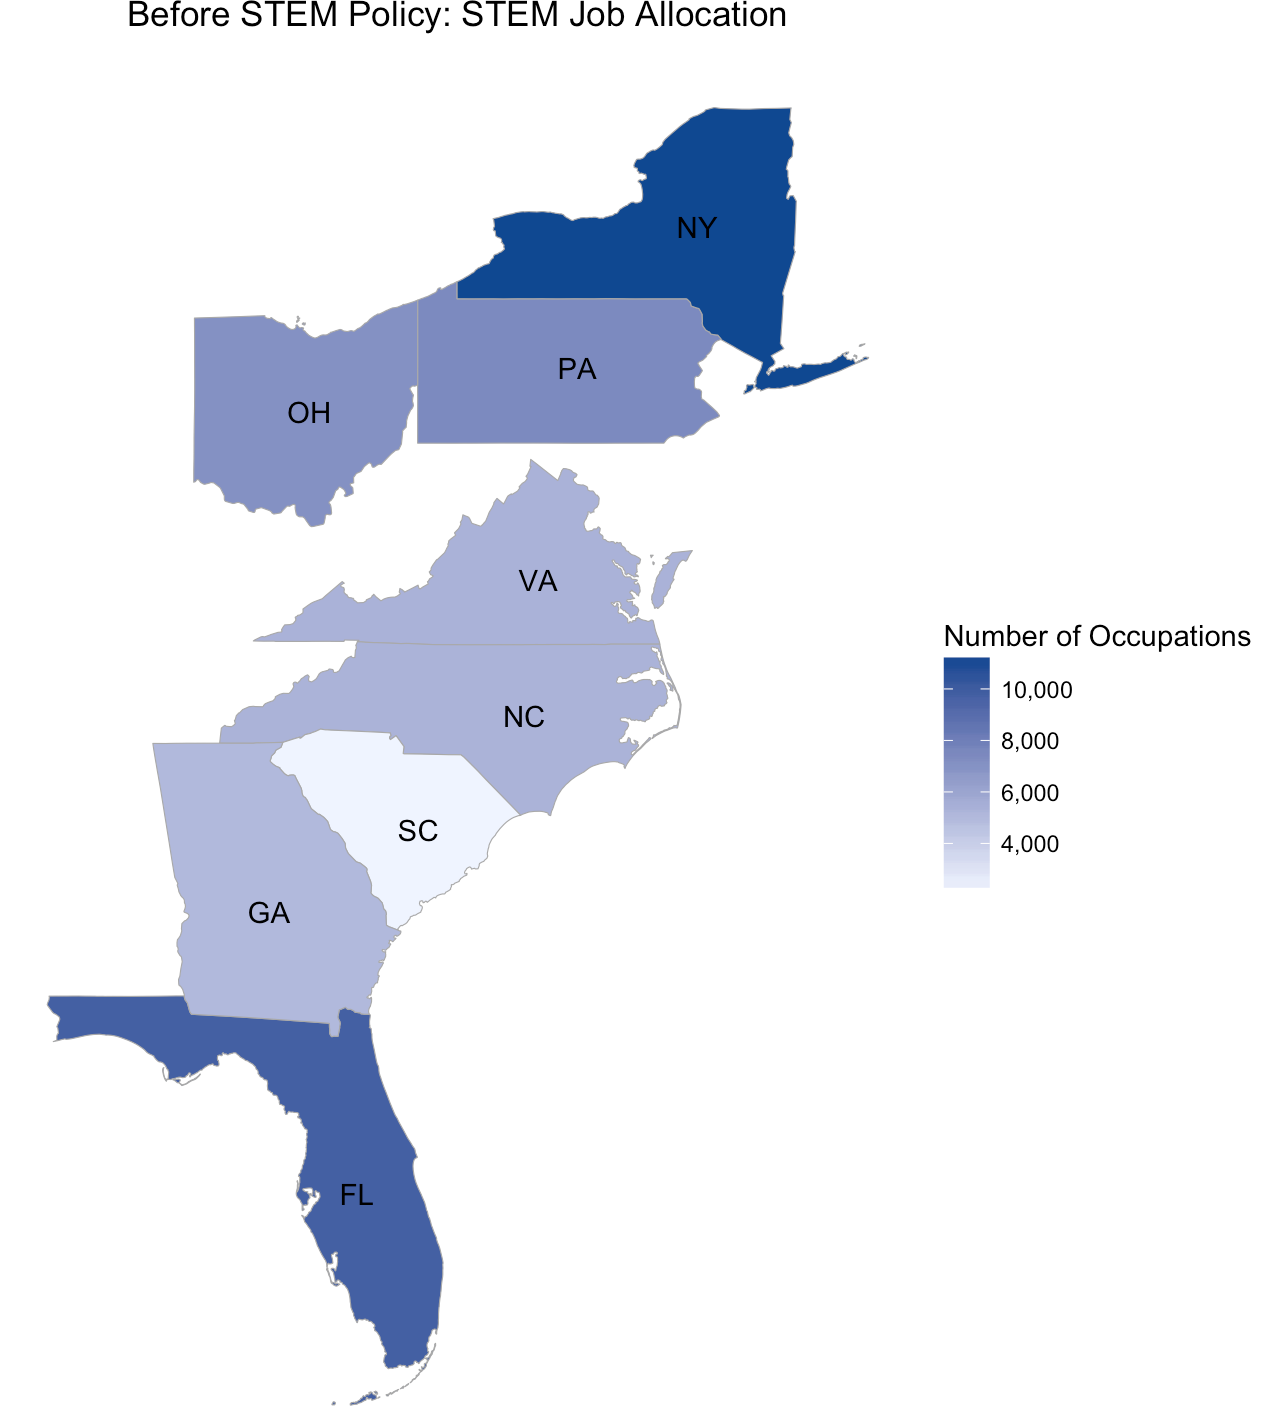 Before STEM Policy: STEM Job Allocation
NY
PA
OH
VA
NC
SC
GA
FL
Number of Occupations
10,000
8,000
6,000
4,000